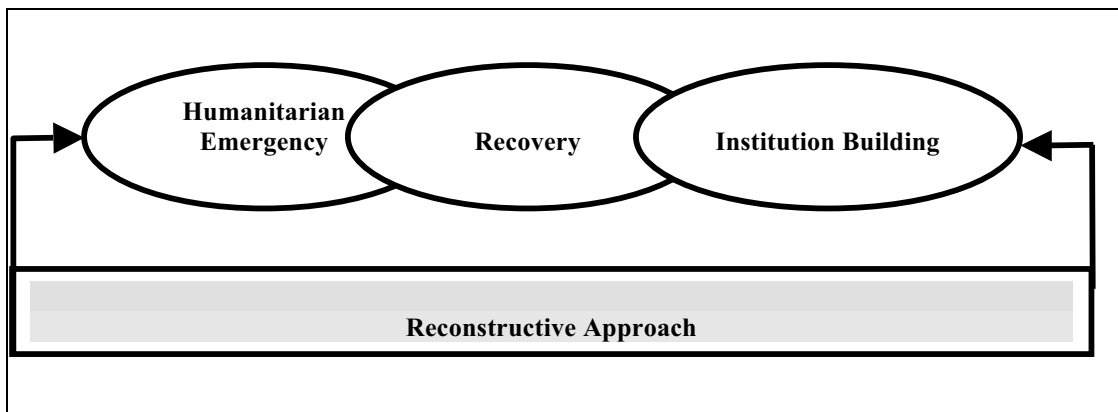 Humanitarian
Emergency
Recovery
Institution Building
Reconstructive Approach